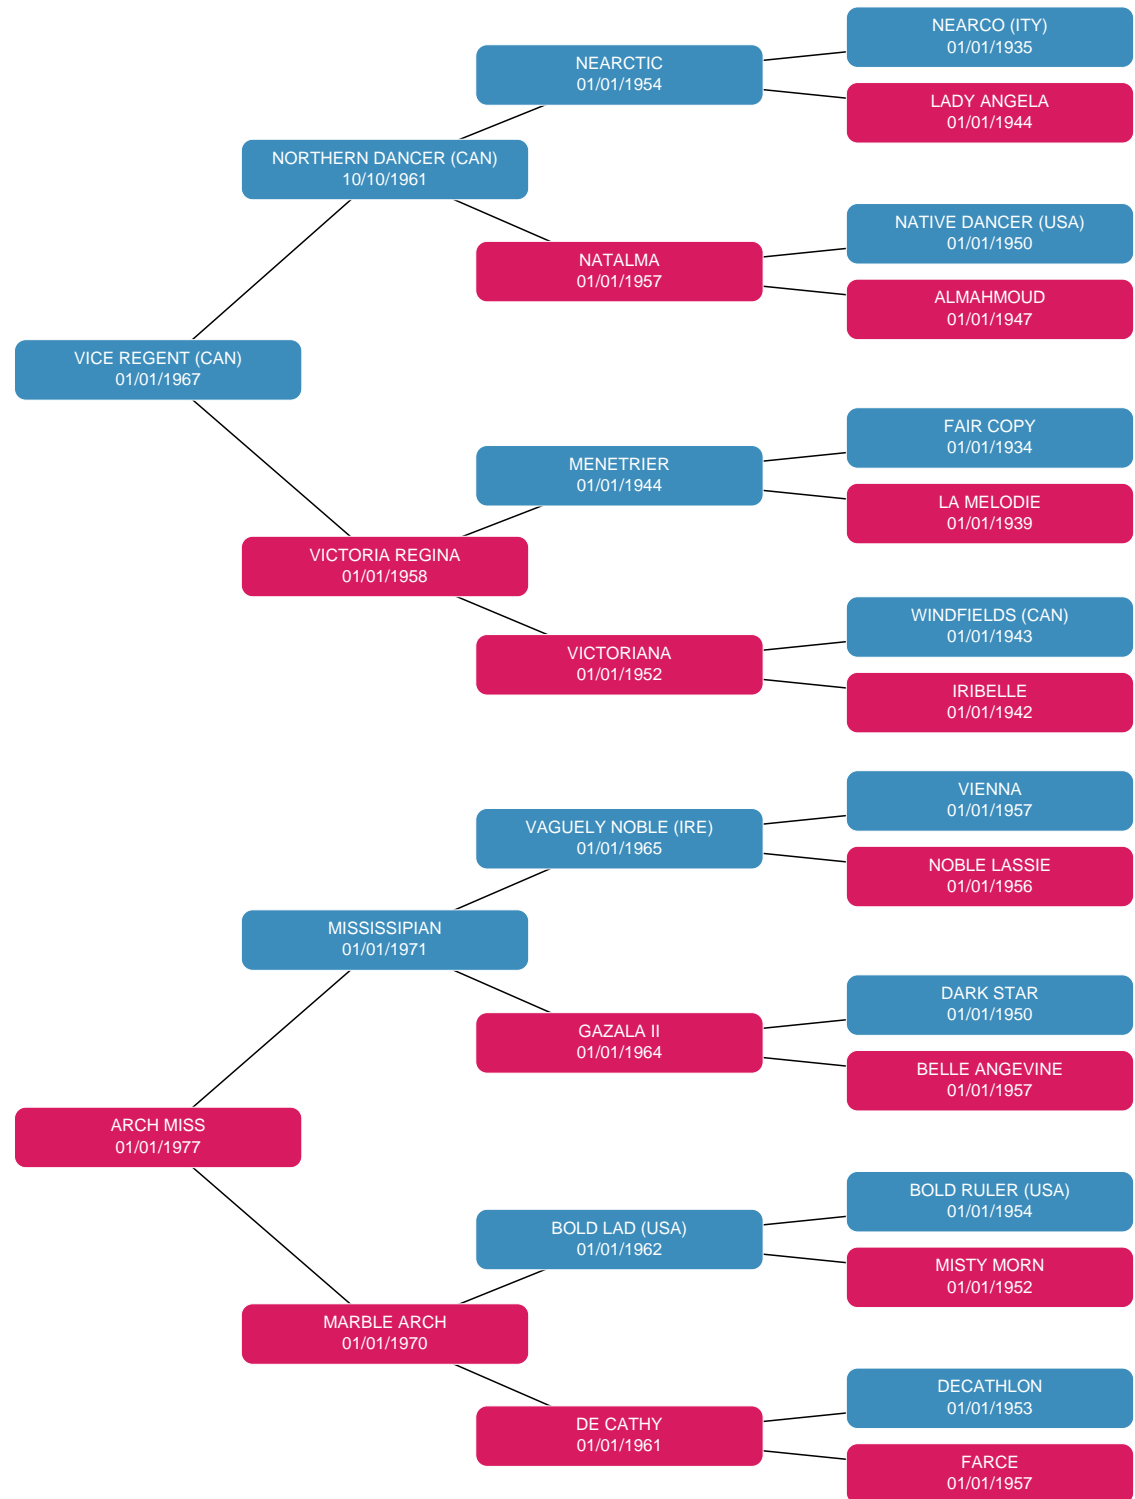 NEARCO (ITY)
01/01/1935
NEARCTIC
01/01/1954
LADY ANGELA
01/01/1944
NORTHERN DANCER (CAN)
10/10/1961
NATIVE DANCER (USA)
01/01/1950
NATALMA
01/01/1957
ALMAHMOUD
01/01/1947
VICE REGENT (CAN)
01/01/1967
FAIR COPY
01/01/1934
MENETRIER
01/01/1944
LA MELODIE
01/01/1939
VICTORIA REGINA
01/01/1958
WINDFIELDS (CAN)
01/01/1943
VICTORIANA
01/01/1952
IRIBELLE
01/01/1942
VIENNA
01/01/1957
VAGUELY NOBLE (IRE)
01/01/1965
NOBLE LASSIE
01/01/1956
MISSISSIPIAN
01/01/1971
DARK STAR
01/01/1950
GAZALA II
01/01/1964
BELLE ANGEVINE
01/01/1957
ARCH MISS
01/01/1977
BOLD RULER (USA)
01/01/1954
BOLD LAD (USA)
01/01/1962
MISTY MORN
01/01/1952
MARBLE ARCH
01/01/1970
DECATHLON
01/01/1953
DE CATHY
01/01/1961
FARCE
01/01/1957